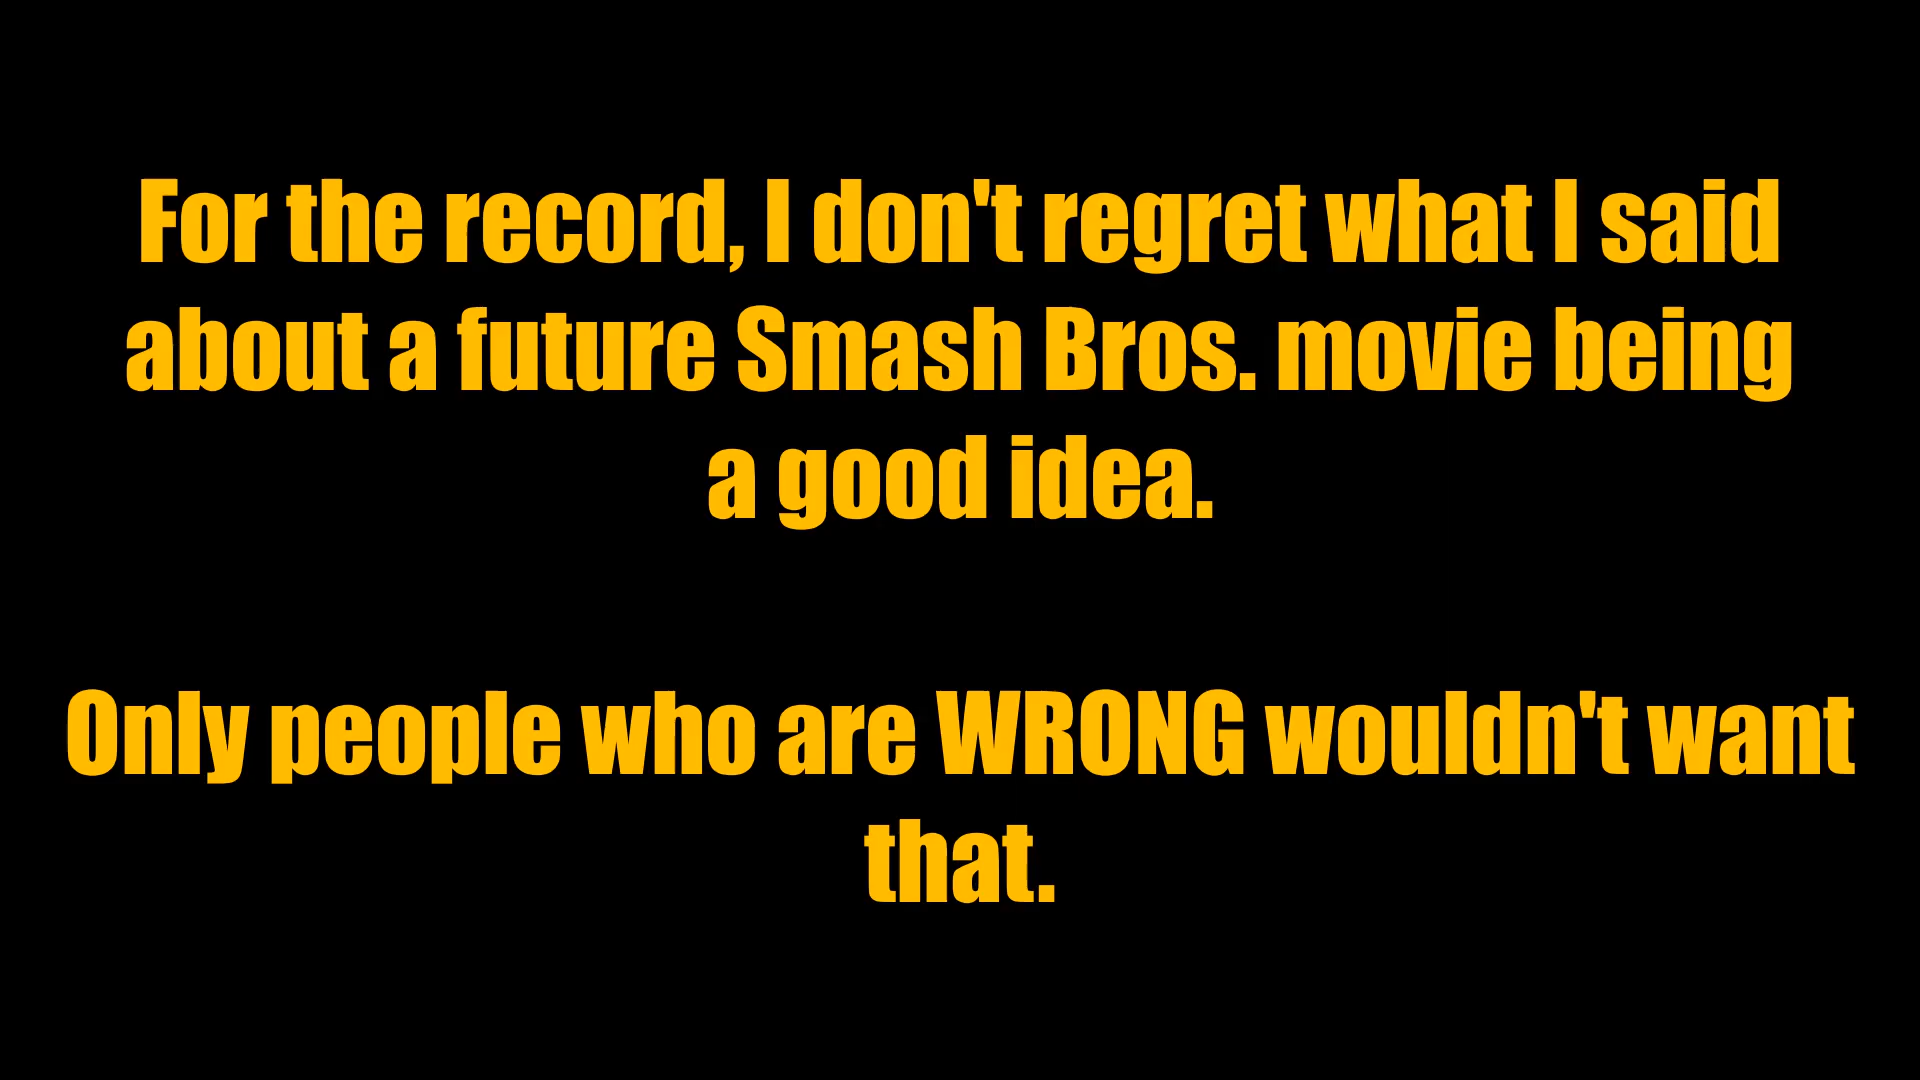 For the record, I don't regret what I said
about a future Smash Bros. movie being
a good idea.
Only people who are WRONG wouldn't want
that.